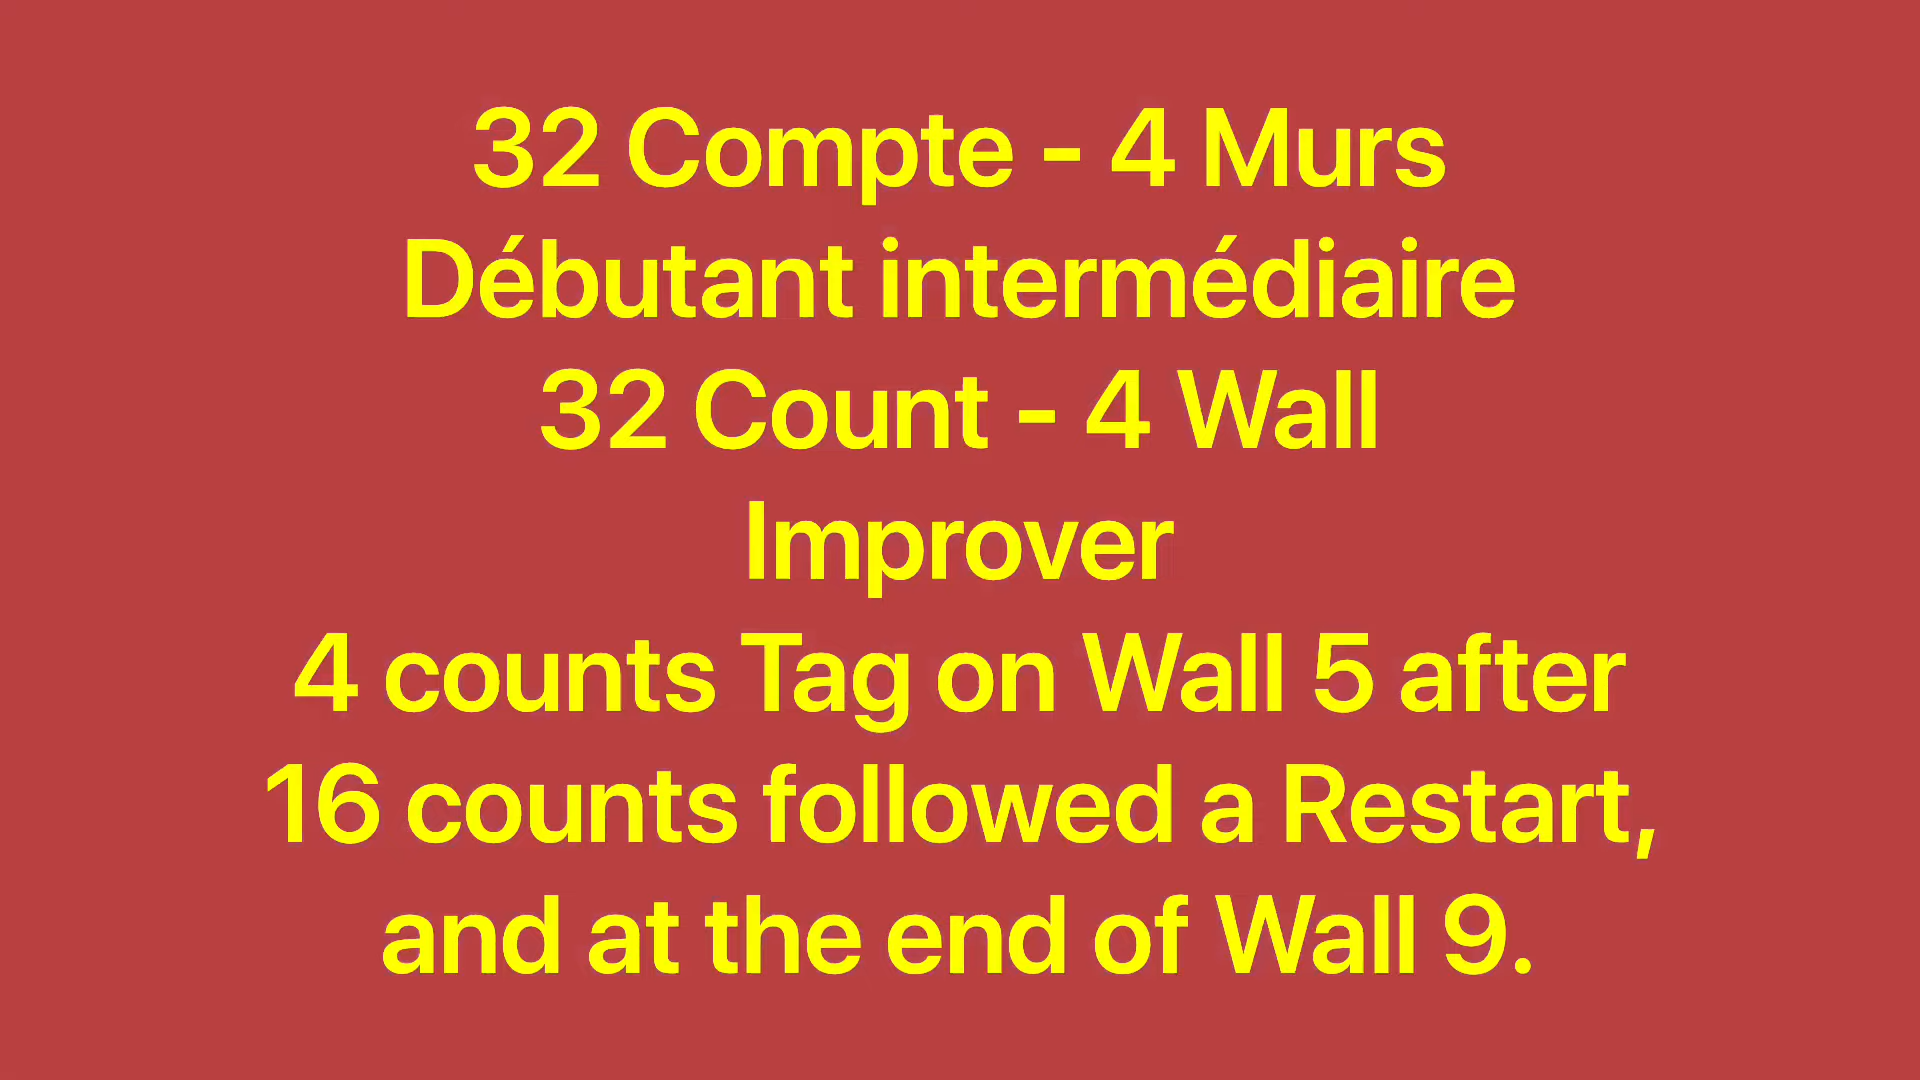 32 Compte - 4 Murs
Débutant intermédiaire
32 Count - 4 Wall
Improver
4 counts Tag on Wall 5 after
16 counts followed a Restart,
and at the end of Wall 9.